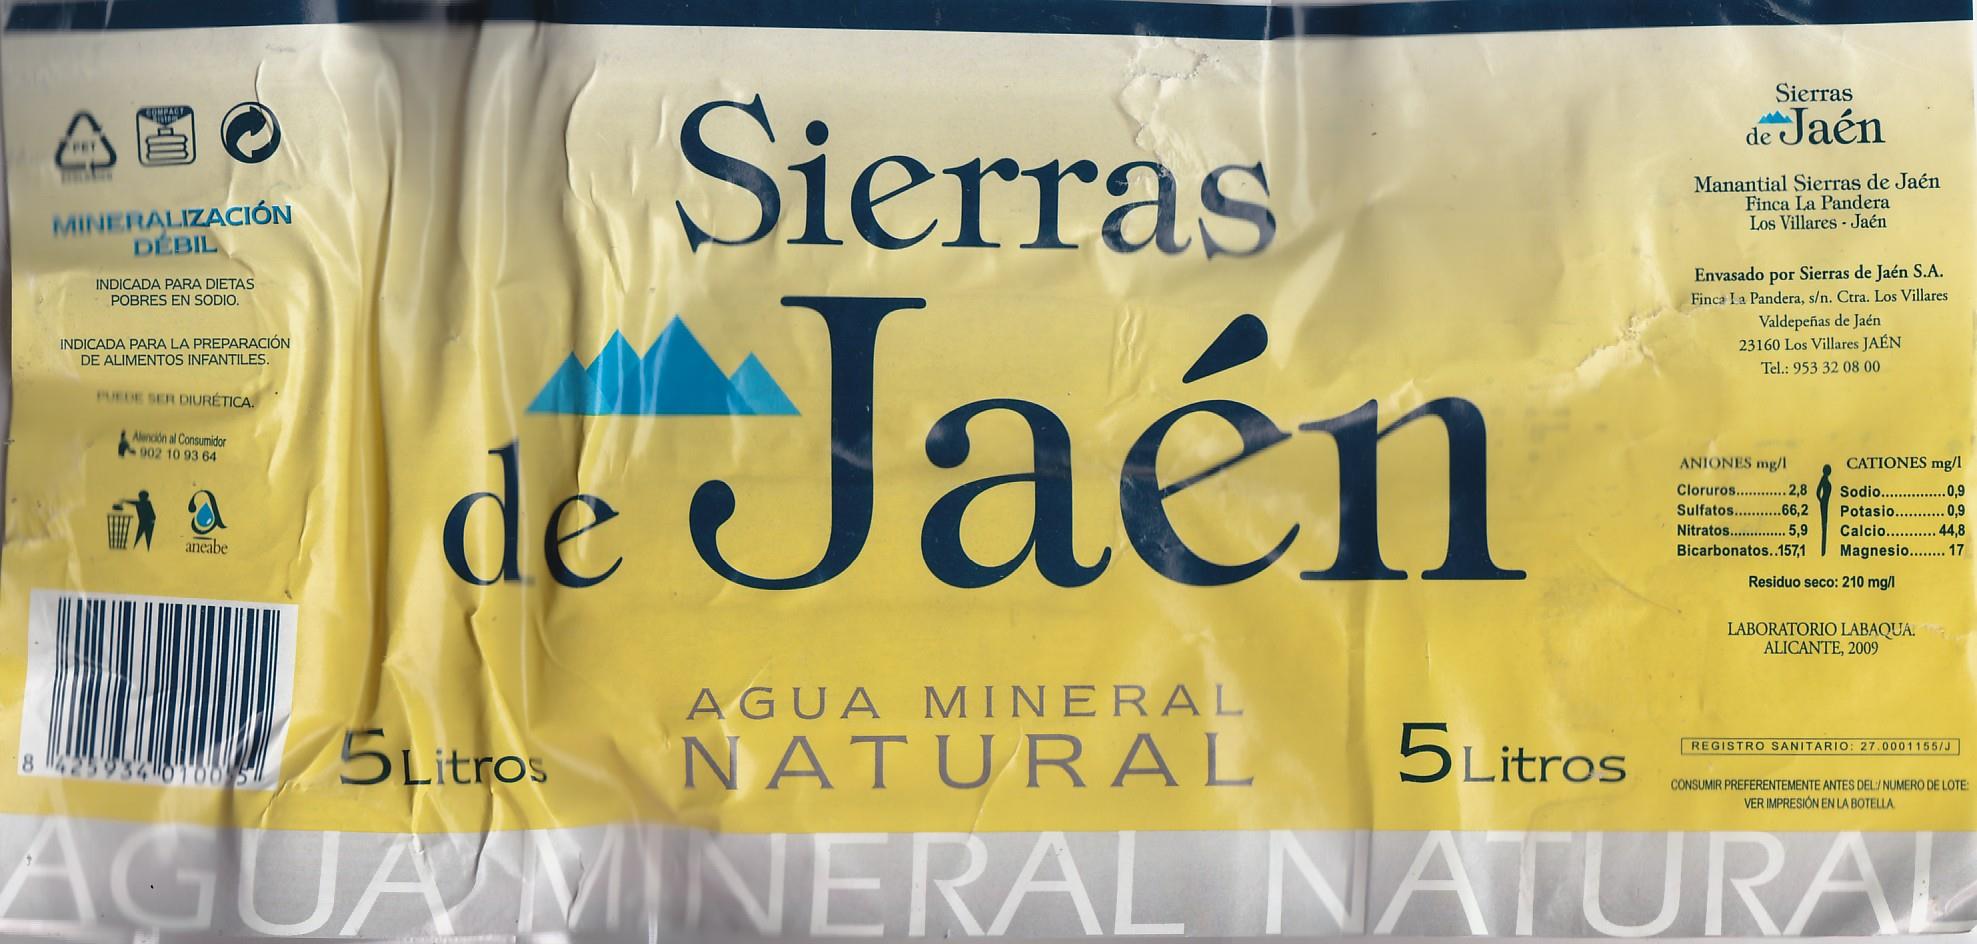 PET
COMPACT
System
MINERALIZACIÓN
DÉBIL
INDICADA PARA DIETAS
POBRES EN SODIO.
INDICADA PARA LA PREPARACIÓN
DE ALIMENTOS INFANTILES.
PUEDE SER DIURÉTICA.
Atención al Consumidor
902 10 93 64
aneabe
8 425934 010095
5 Litros
Sierras
de Jaén
AGUA MINERAL
NATURAL
5 Litros
Sierras
de Jaén
Manantial Sierras de Jaén
Finca La Pandera
Los Villares - Jaén
Envasado por Sierras de Jaén S.A.
Finca La Pandera, s/n. Ctra. Los Villares
Valdepeñas de Jaén
23160 Los Villares JAÉN
Tel.: 953 32 08 00
ANIONES mg/l
Cloruros............ 2,8
Sulfatos...........66,2
Nitratos.............. 5,9
Bicarbonatos..157,1
CATIONES mg/l
Sodio...............0,9
Potasio........... 0,9
Calcio........... 44,8
Magnesio........ 17
Residuo seco: 210 mg/l
LABORATORIO LABAQUA.
ALICANTE, 2009
REGISTRO SANITARIO: 27.0001155/J
CONSUMIR PREFERENTEMENTE ANTES DEL:/ NUMERO DE LOTE:
VER IMPRESIÓN EN LA BOTELLA.
AGUA MINERAL NATURAL